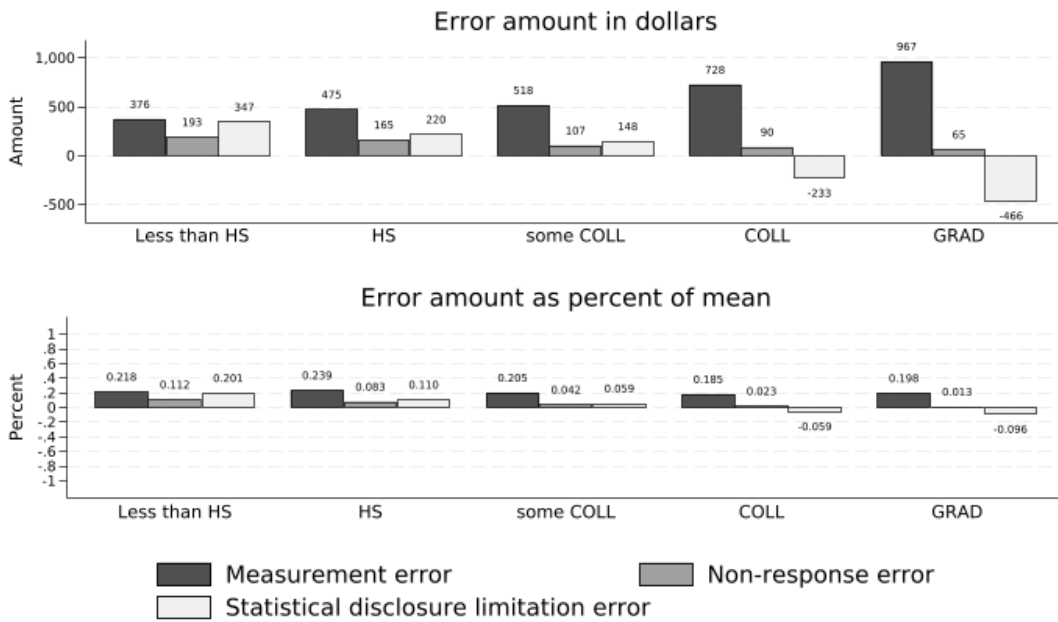 Error amount in dollars
Amount
1,000
500
0
-500
376
193
347
475
165
220
518
107
148
728
90
-233
967
65
-466
Less than HS
HS
some COLL
COLL
GRAD
Error amount as percent of mean
Percent
1
.8
.6
.4
.2
0
-.2
-.4
-.6
-.8
-1
0.218
0.112
0.201
0.239
0.083
0.110
0.205
0.042
0.059
0.185
0.023
-0.059
0.198
0.013
-0.096
Less than HS
HS
some COLL
COLL
GRAD
Measurement error
Non-response error
Statistical disclosure limitation error